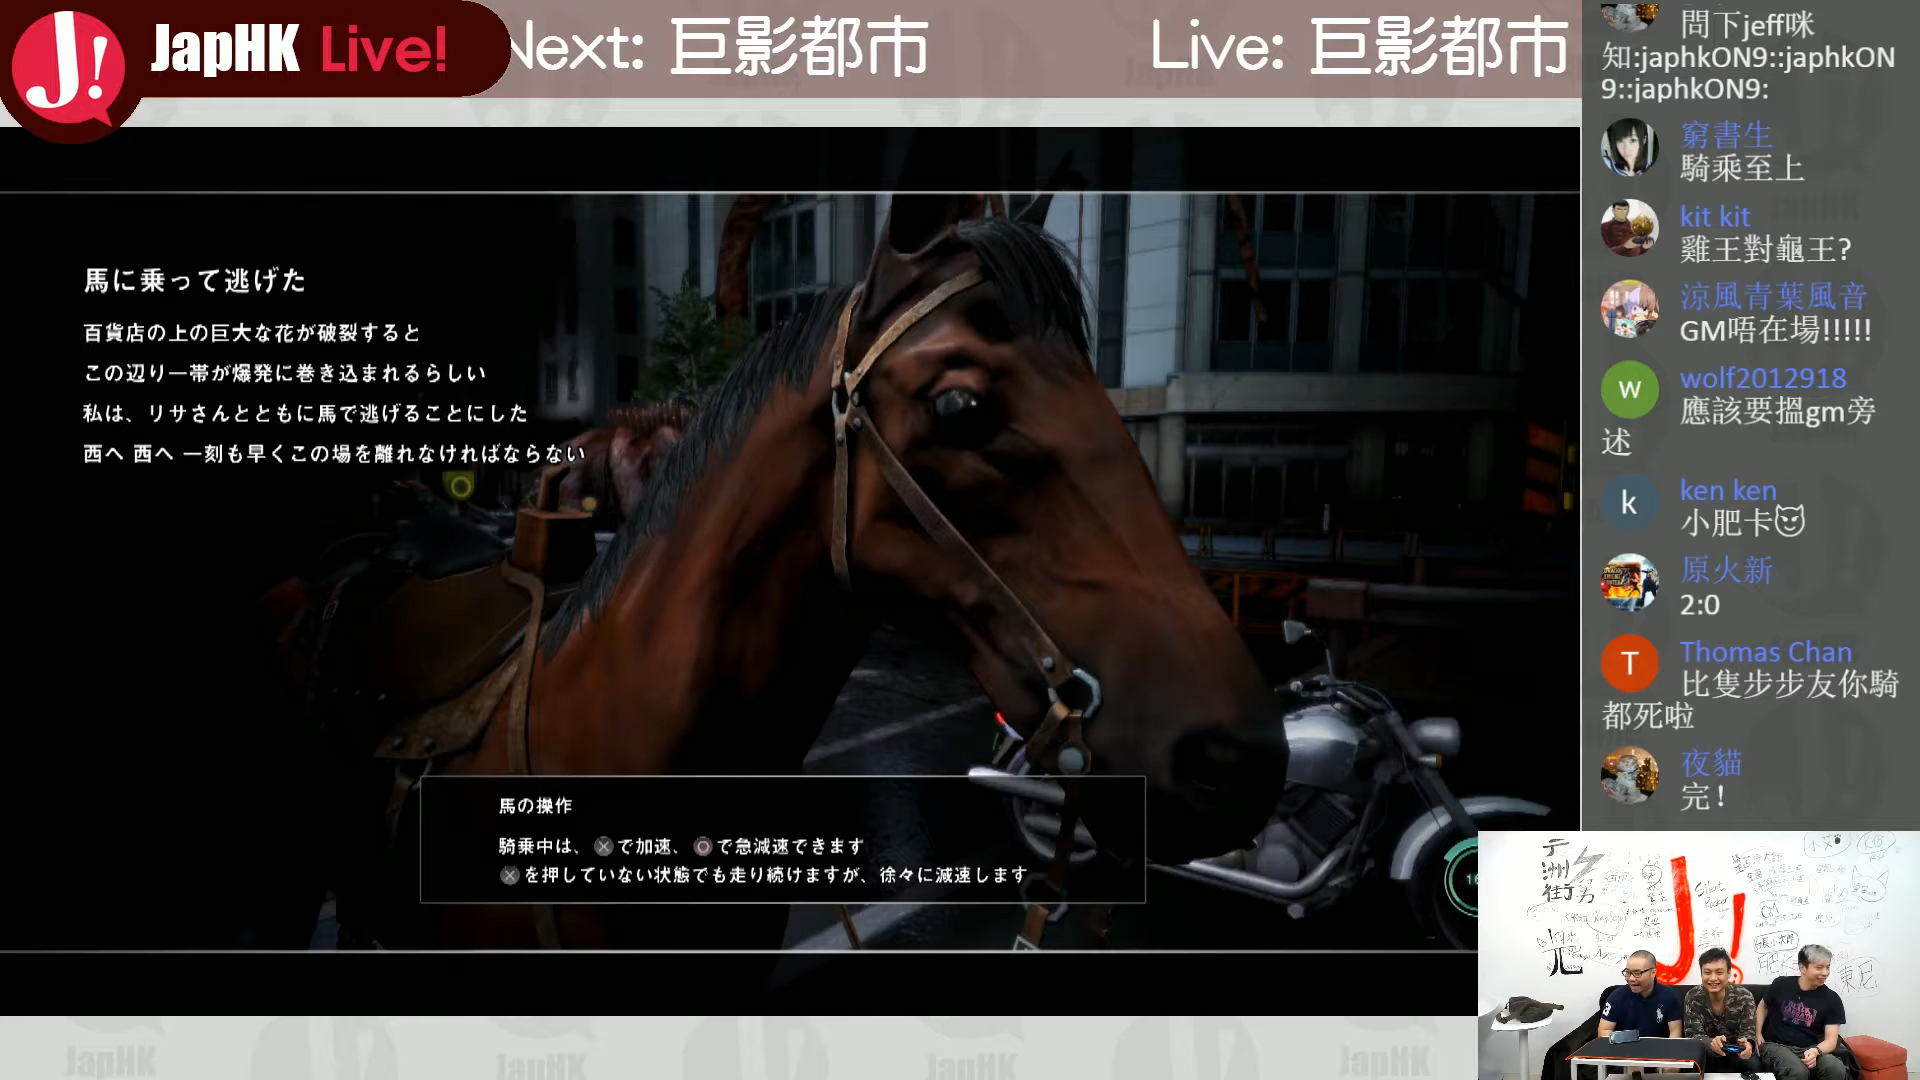 JapHK Live!
Next: 巨影都市
Live: 巨影都市
馬に乗って逃げた
百貨店の上の巨大な花が破裂すると
この辺り一帯が爆発に巻き込まれるらしい
私は、リサさんとともに馬で逃げることにした
西へ 西へ 一刻も早くこの場を離れなければならない
馬の操作
騎乗中は、 で加速、 で急減速できます
を押していない状態でも走り続けますが、徐々に減速します
問下jeff咪
知:japhkON9::japhkON
9::japhkON9:
窮書生
騎乘至上
kit kit
雞王對龜王?
涼風青葉風音
GM唔在場!!!!!
wolf2012918
應該要搵gm旁
述
ken ken
小肥卡😈
原火新
2:0
Thomas Chan
比隻步步友你騎
都死啦
夜貓
完!
J!
JapHK
JapHK
JapHK
JapHK